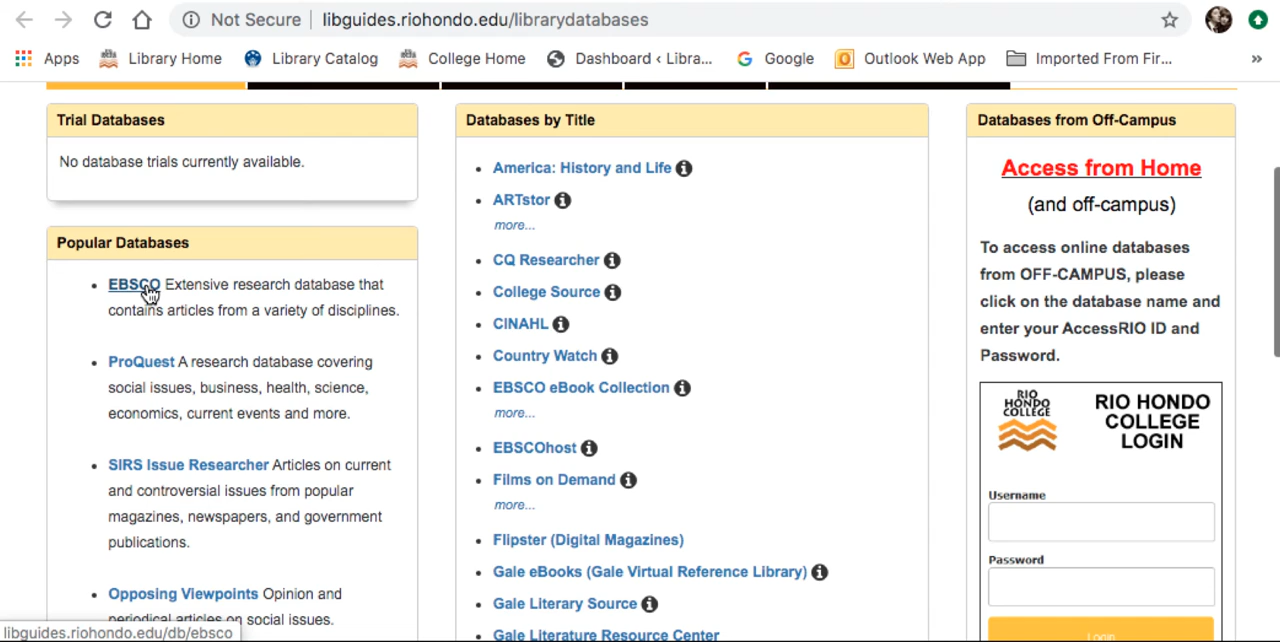 Not Secure | libguides.riohondo.edu/librarydatabases
Apps Library Home Library Catalog College Home Dashboard ‹ Libra... Google Outlook Web App Imported From Fir... »
Trial Databases
No database trials currently available.
Popular Databases
• EBSCO Extensive research database that
contains articles from a variety of disciplines.
• ProQuest A research database covering
social issues, business, health, science,
economics, current events and more.
• SIRS Issue Researcher Articles on current
and controversial issues from popular
magazines, newspapers, and government
publications.
• Opposing Viewpoints Opinion and
periodical articles on social issues.
libguides.riohondo.edu/db/ebsco
Databases by Title
• America: History and Life
• ARTstor
more...
• CQ Researcher
• College Source
• CINAHL
• Country Watch
• EBSCO eBook Collection
more...
• EBSCOhost
• Films on Demand
more...
• Flipster (Digital Magazines)
• Gale eBooks (Gale Virtual Reference Library)
• Gale Literary Source
• Gale Literature Resource Center
Databases from Off-Campus
Access from Home
(and off-campus)
To access online databases
from OFF-CAMPUS, please
click on the database name and
enter your AccessRIO ID and
Password.
RIO
HONDO
COLLEGE
RIO HONDO
COLLEGE
LOGIN
Username
Password
Login